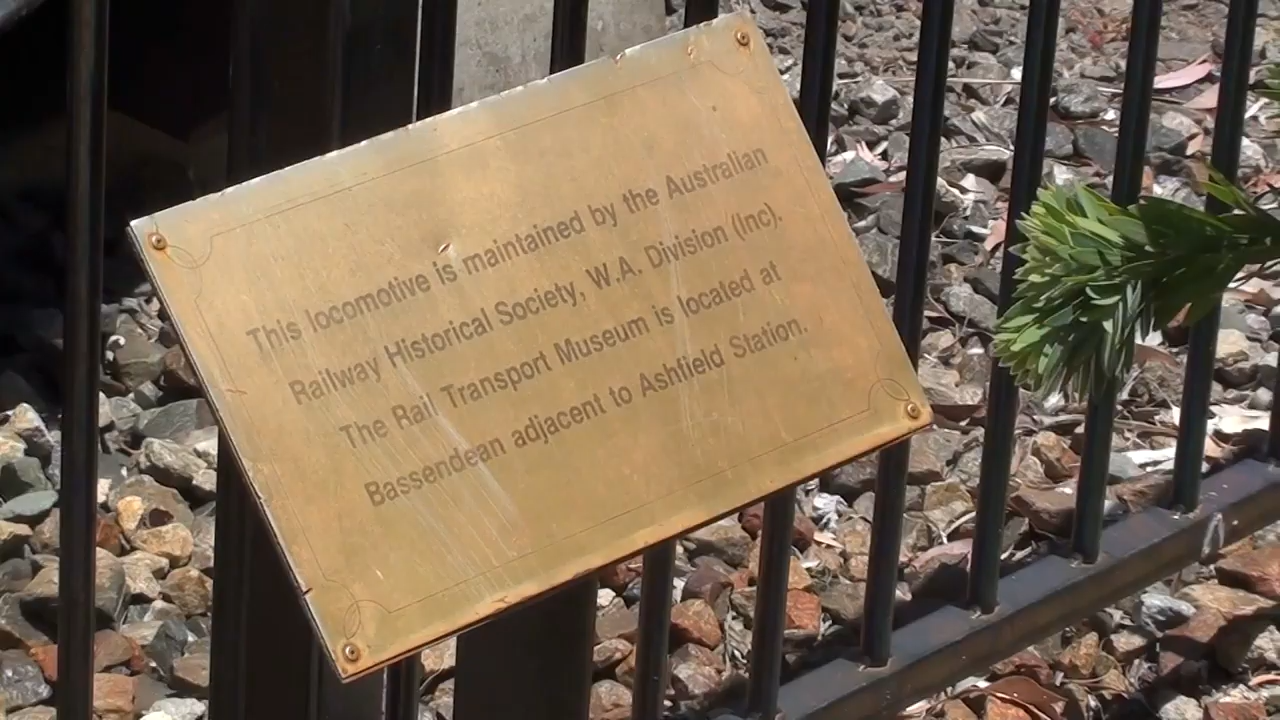 This locomotive is maintained by the Australian
Railway Historical Society, W.A. Division (Inc).
The Rail Transport Museum is located at
Bassendean adjacent to Ashfield Station.